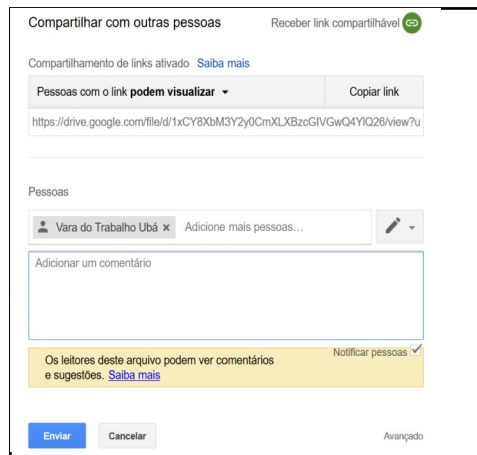 Compartilhar com outras pessoas
Receber link compartilhável
Compartilhamento de links ativado Saiba mais
Pessoas com o link podem visualizar
Copiar link
https://drive.google.com/file/d/1xCY8XbM3Y2y0CmXLXBzcGIVGwQ4YIQ26/view?u
Pessoas
Vara do Trabalho Ubá × Adicione mais pessoas...
Adicionar um comentário
Notificar pessoas
Os leitores deste arquivo podem ver comentários
e sugestões. Saiba mais
Enviar
Cancelar
Avançado